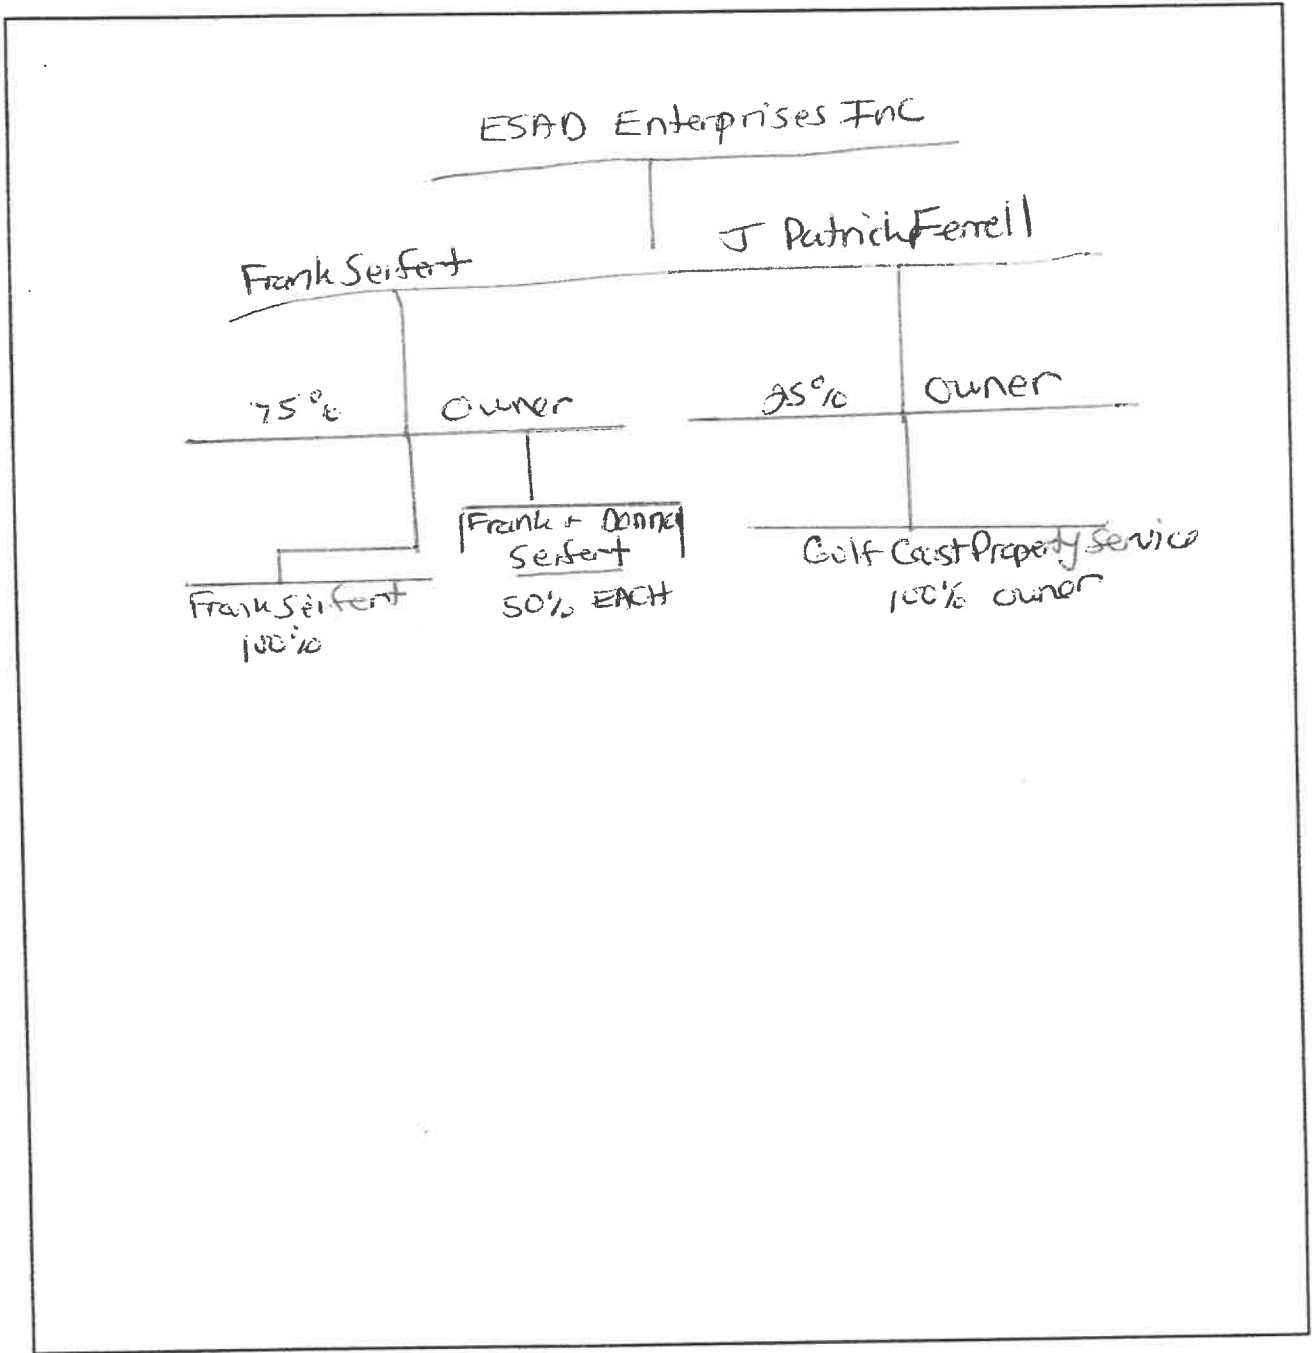 ESAD Enterprises Inc
Frank Seifert
J Patrick Ferrell
75%
owner
25%
owner
Frank + Donna
Seifert
50% EACH
Frank Seifert
100%
Gulf Coast Property Service
100% owner